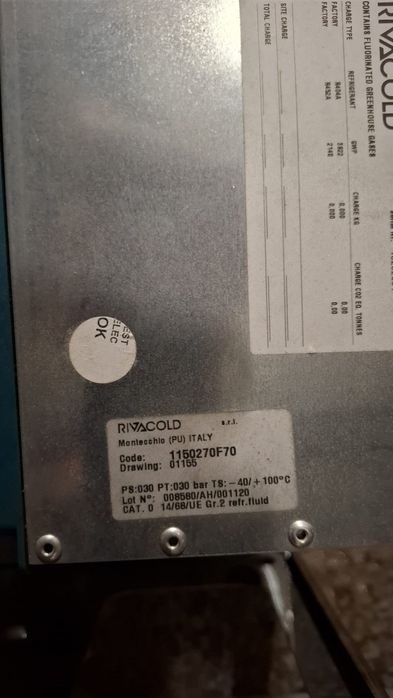 RIVACOLD
CONTAINS FLUORINATED GREENHOUSE GASES
CHARGE TYPE REFRIGERANT GWP CHARGE KG CHARGE CO2 EQ. TONNES
FACTORY R404A 3922 0,000 0,00
FACTORY R452A 2140 0,000 0,00
SITE CHARGE
TOTAL CHARGE
EST
ELEC
OK
RIVACOLD s.r.l.
Montecchio (PU) ITALY
Code: 1150270F70
Drawing: 01155
PS:030 PT:030 bar TS:-40/+100°C
Lot N°: 008560/AH/001120
CAT. 0 14/68/UE Gr.2 refr.fluid